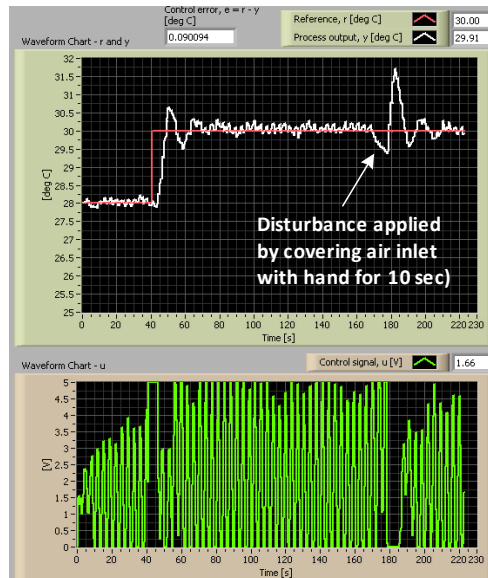 Control error, e = r - y
[deg C]
0.090094
Reference, r [deg C]
30.00
Process output, y [deg C]
29.91
Waveform Chart - r and y
32
31.5
31
30.5
30
29.5
29
28.5
28
27.5
27
26.5
26
25.5
25
[deg C]
Disturbance applied
by covering air inlet
with hand for 10 sec)
0 20 40 60 80 100 120 140 160 180 200 220 230
Time [s]
Waveform Chart - u
Control signal, u [V]
1.66
5
4.5
4
3.5
3
2.5
2
1.5
1
0.5
0
[V]
0 20 40 60 80 100 120 140 160 180 200 220 230
Time [s]